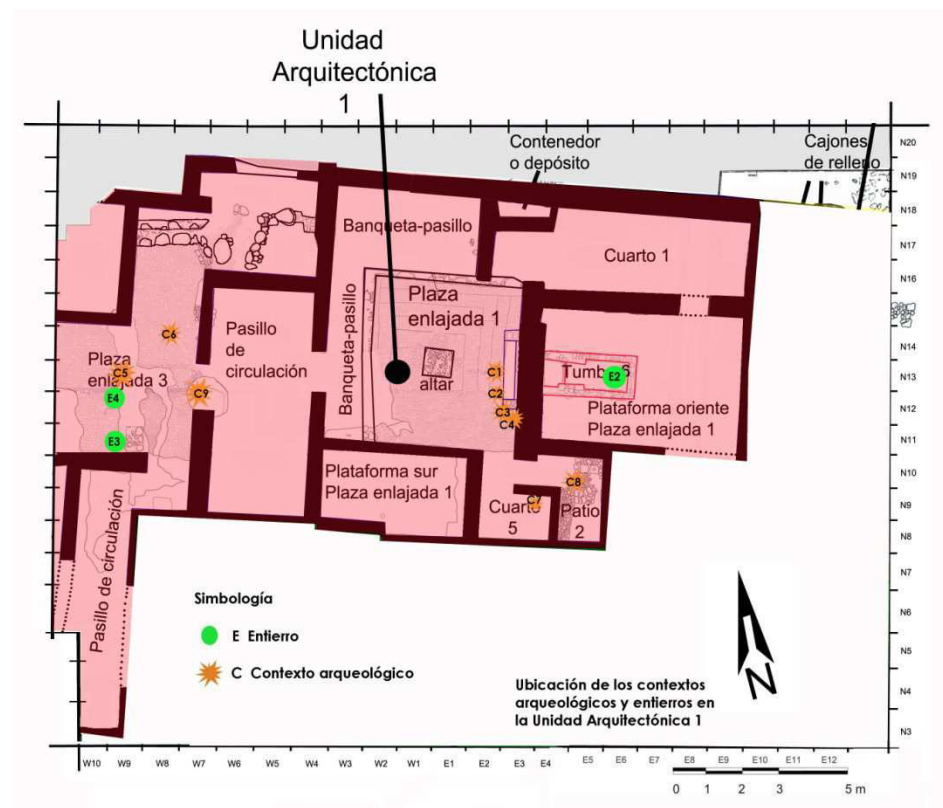 Unidad
Arquitectónica
1
Contenedor
o depósito
Cajones
de relleno
Banqueta-pasillo
Cuarto 1
Banqueta-pasillo
Plaza
enlajada 1
altar
Pasillo
de
circulación
C6
Plaza
enlajada 3
C5
E4
E3
C9
C1
C2
C3
C4
Tumba 6
E2
Plataforma oriente
Plaza enlajada 1
Plataforma sur
Plaza enlajada 1
C7
Cuarto
5
C8
Patio
2
Pasillo de circulación
Simbología
E Entierro
C Contexto arqueológico
N
Ubicación de los contextos
arqueológicos y entierros en
la Unidad Arquitectónica 1
N20
N19
N18
N17
N16
N14
N13
N12
N11
N10
N9
N8
N7
N6
N5
N4
N3
W10 W9 W8 W7 W6 W5 W4 W3 W2 W1 E1 E2 E3 E4 E5 E6 E7 E8 E9 E10 E11 E12
0 1 2 3 5 m